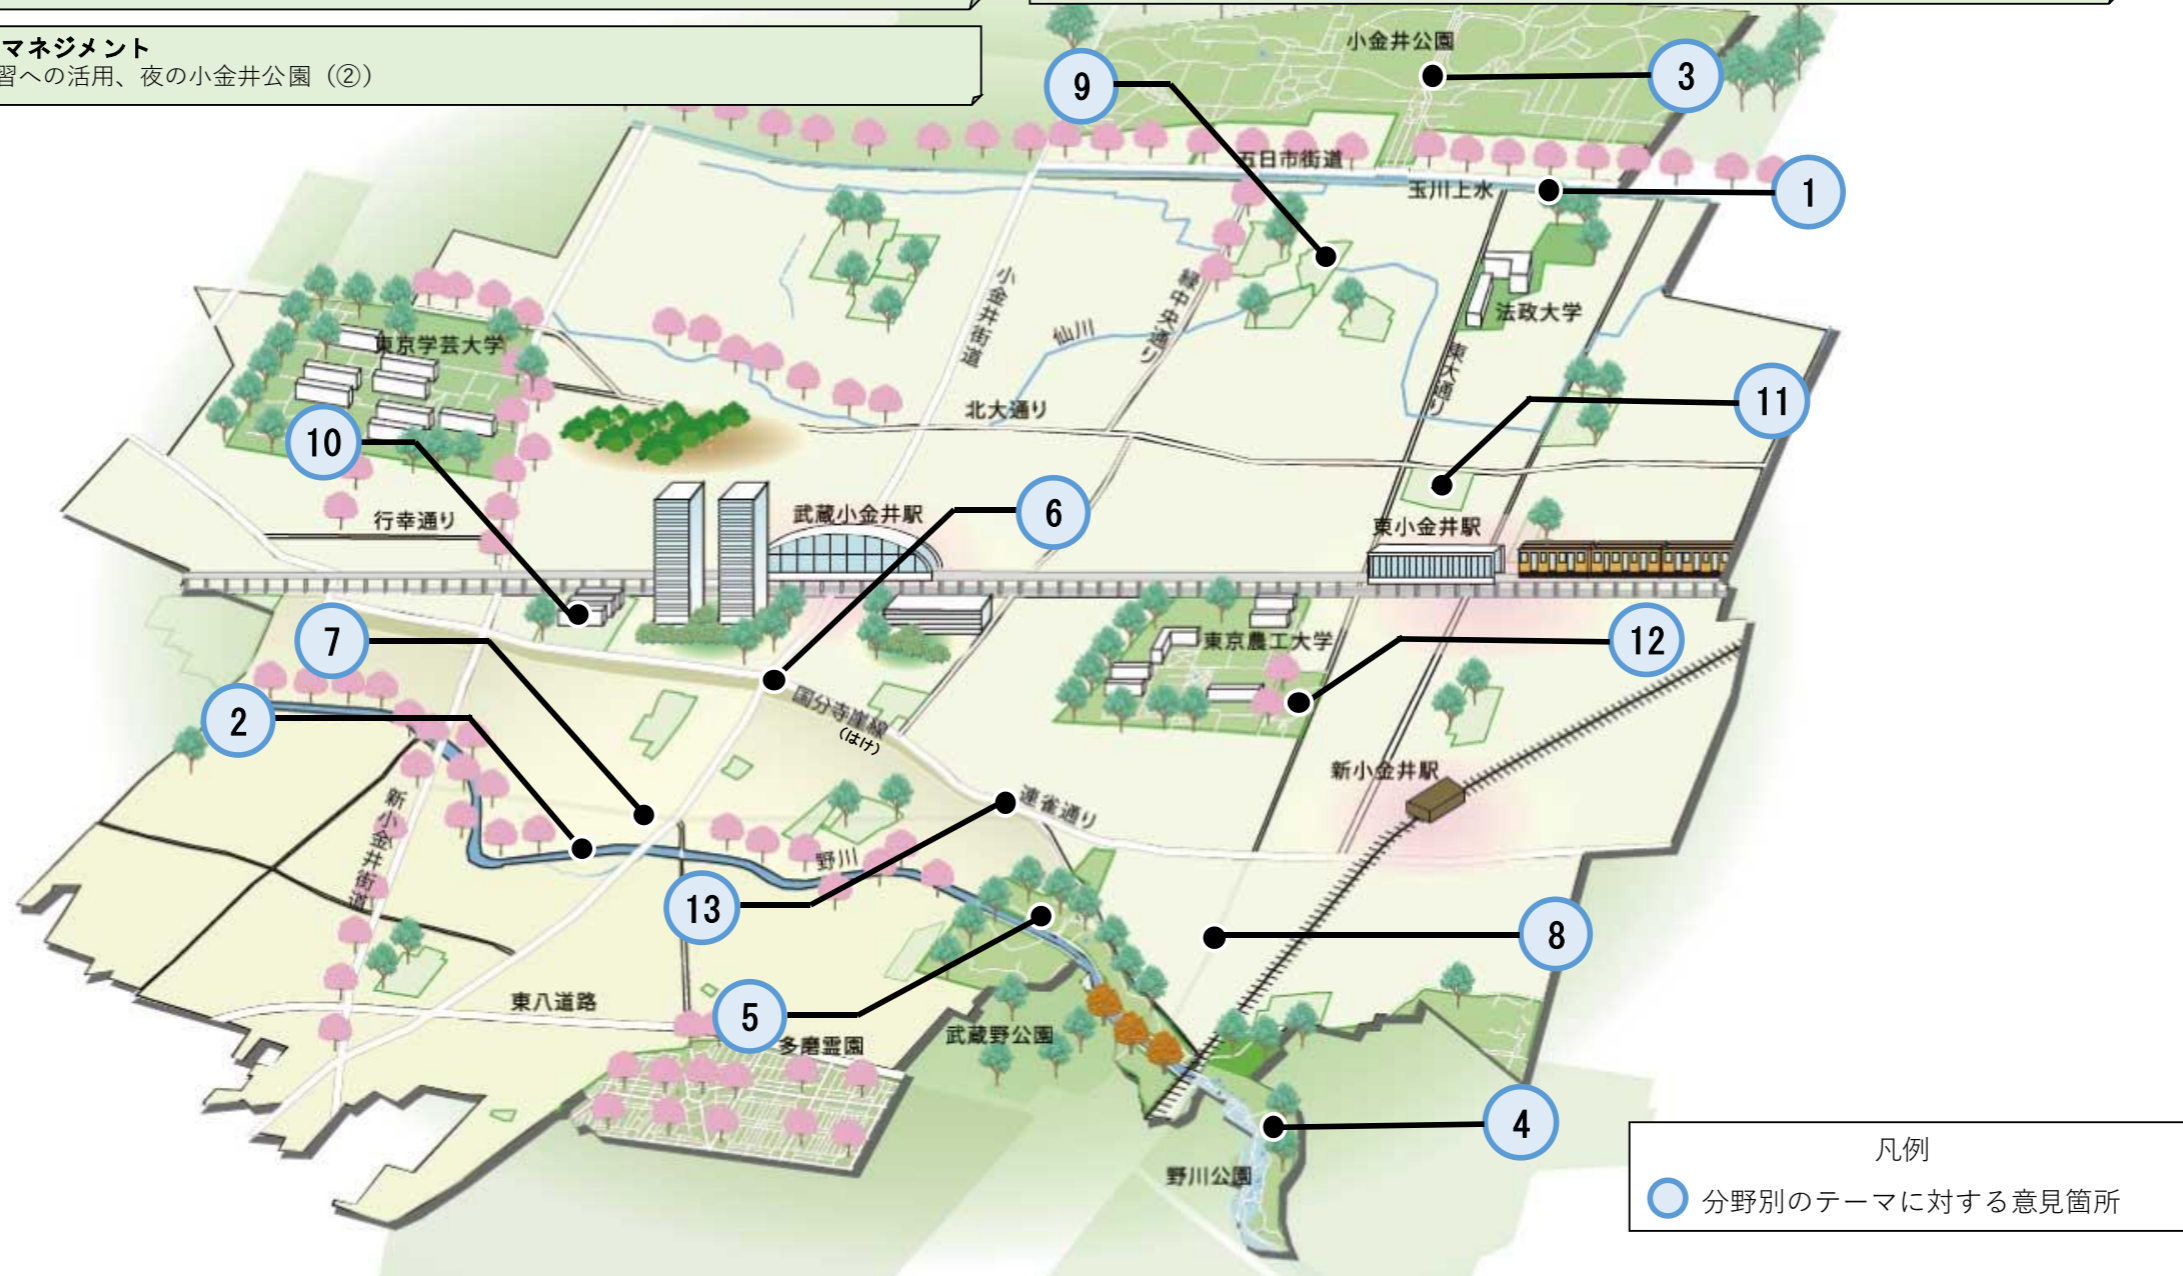 マネジメント
習への活用、夜の小金井公園（②）
小金井公園
3
9
五日市街道
玉川上水
1
小金井街道
緑中央通り
仙川
法政大学
東大通り
東京学芸大学
北大通り
11
10
行幸通り
武蔵小金井駅
6
東小金井駅
7
東京農工大学
12
2
国分寺崖線
（はけ）
新小金井駅
連雀通り
新小金井街道
野川
13
8
5
東八道路
多磨霊園
武蔵野公園
4
野川公園
凡例
分野別のテーマに対する意見箇所